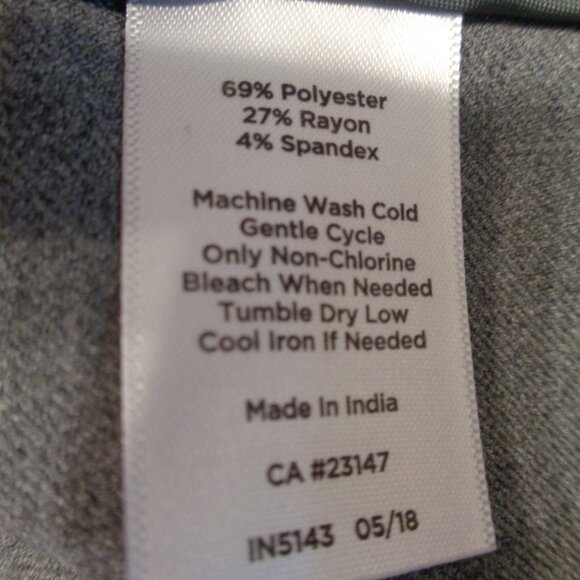 69% Polyester
27% Rayon
4% Spandex
Machine Wash Cold
Gentle Cycle
Only Non-Chlorine
Bleach When Needed
Tumble Dry Low
Cool Iron If Needed
Made In India
CA #23147
IN5143 05/18